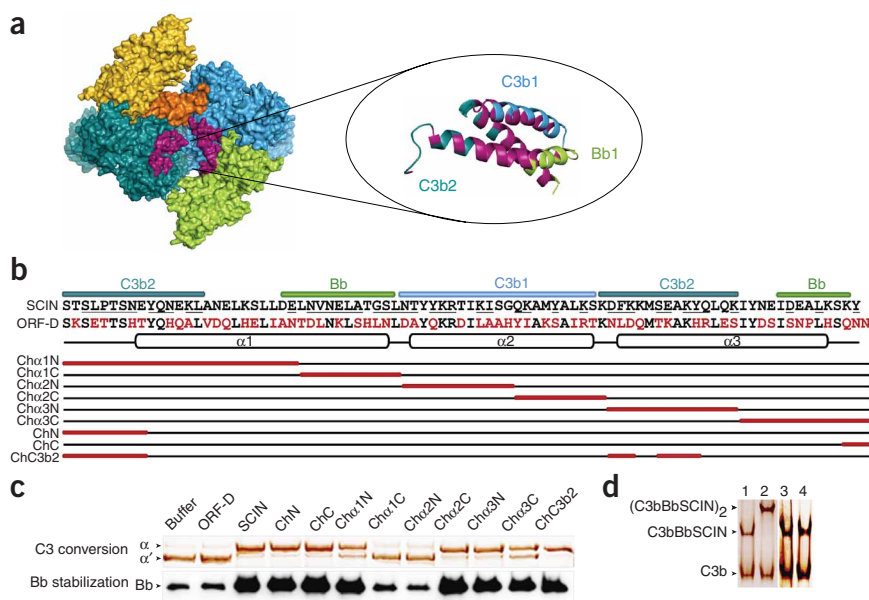 a
C3b1
Bb1
C3b2
b
C3b2 Bb C3b1 C3b2 Bb
SCIN STSLPTSNEYQNEKLANELKSLLDELNVNELATGSLNTYYKRTIKISGQKAMYALKSKDFKKMSEAKYQLQKIYNEIDEALKSKY
ORF-D SKSETTSHTYQHQALVDQLHELIANTDLNKLSHLNLDAYQKRDILAAHYIAKSAIRTKNLDQMTKAKHRLESIYDSISNPLHSQNN
α1 α2 α3
Chα1N
Chα1C
Chα2N
Chα2C
Chα3N
Chα3C
ChN
ChC
ChC3b2
c
Buffer ORF-D SCIN ChN ChC Chα1N Chα1C Chα2N Chα2C Chα3N Chα3C ChC3b2
C3 conversion α
α′
Bb stabilization Bb
d
1 2 3 4
(C3bBbSCIN)2
C3bBbSCIN
C3b